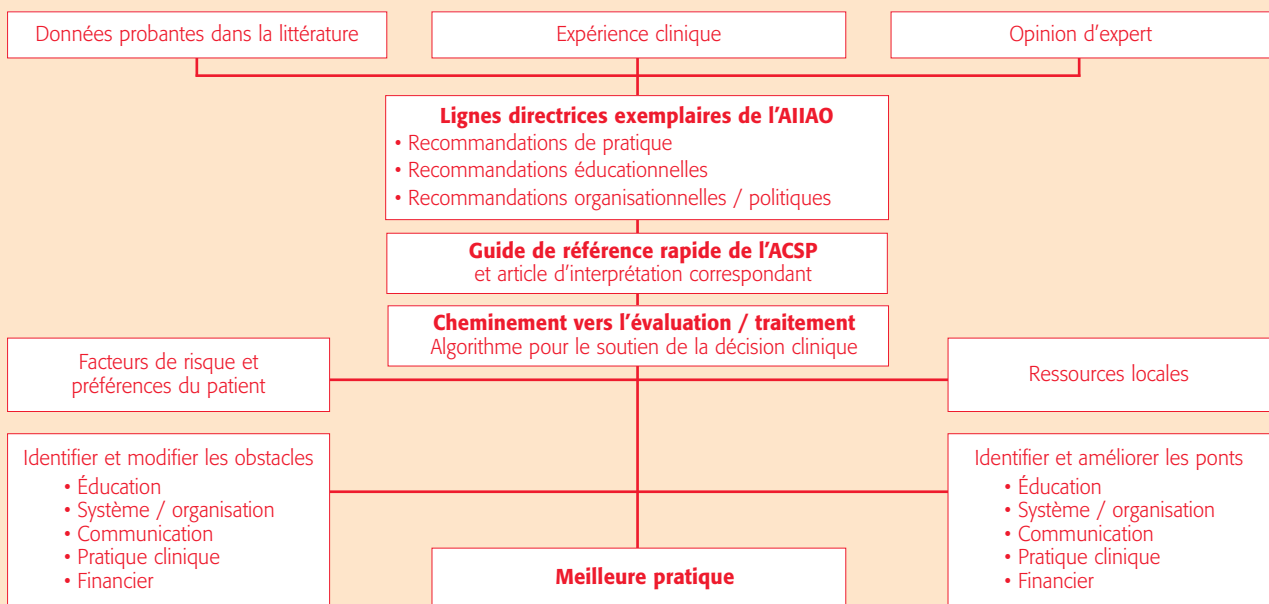 Données probantes dans la littérature
Expérience clinique
Opinion d'expert
Lignes directrices exemplaires de l'AIIAO
• Recommandations de pratique
• Recommandations éducationnelles
• Recommandations organisationnelles / politiques
Guide de référence rapide de l'ACSP
et article d'interprétation correspondant
Cheminement vers l'évaluation / traitement
Algorithme pour le soutien de la décision clinique
Facteurs de risque et
préférences du patient
Ressources locales
Identifier et modifier les obstacles
• Éducation
• Système / organisation
• Communication
• Pratique clinique
• Financier
Identifier et améliorer les ponts
• Éducation
• Système / organisation
• Communication
• Pratique clinique
• Financier
Meilleure pratique